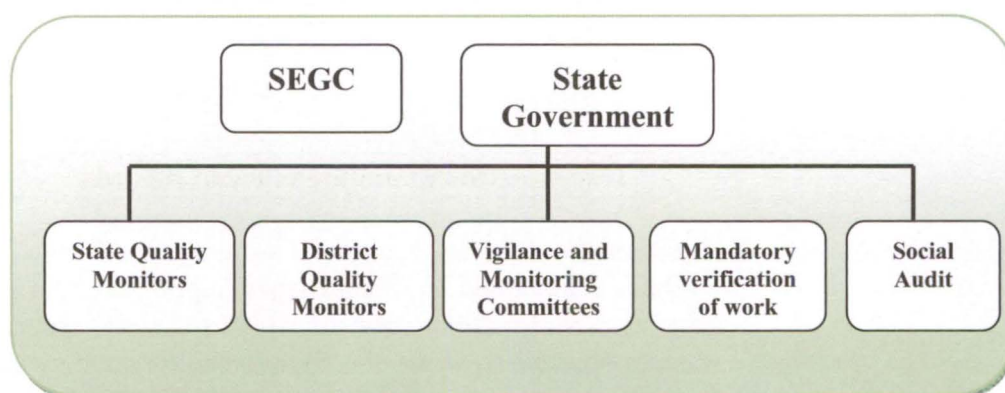 SEGC
State
Government
State Quality
Monitors
District
Quality
Monitors
Vigilance and
Monitoring
Committees
Mandatory
verification
of work
Social
Audit